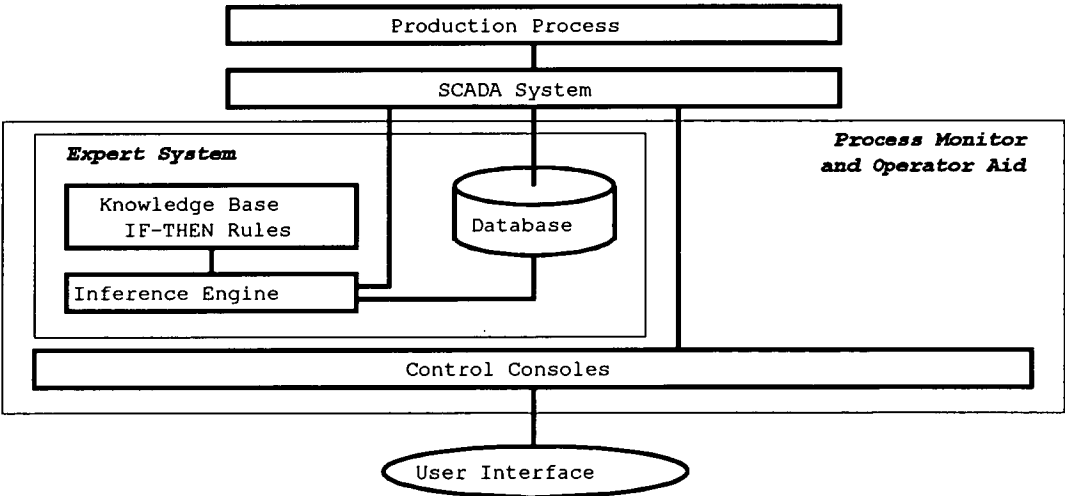 Production Process
SCADA System
Process Monitor
and Operator Aid
Expert System
Knowledge Base
IF-THEN Rules
Database
Inference Engine
Control Consoles
User Interface